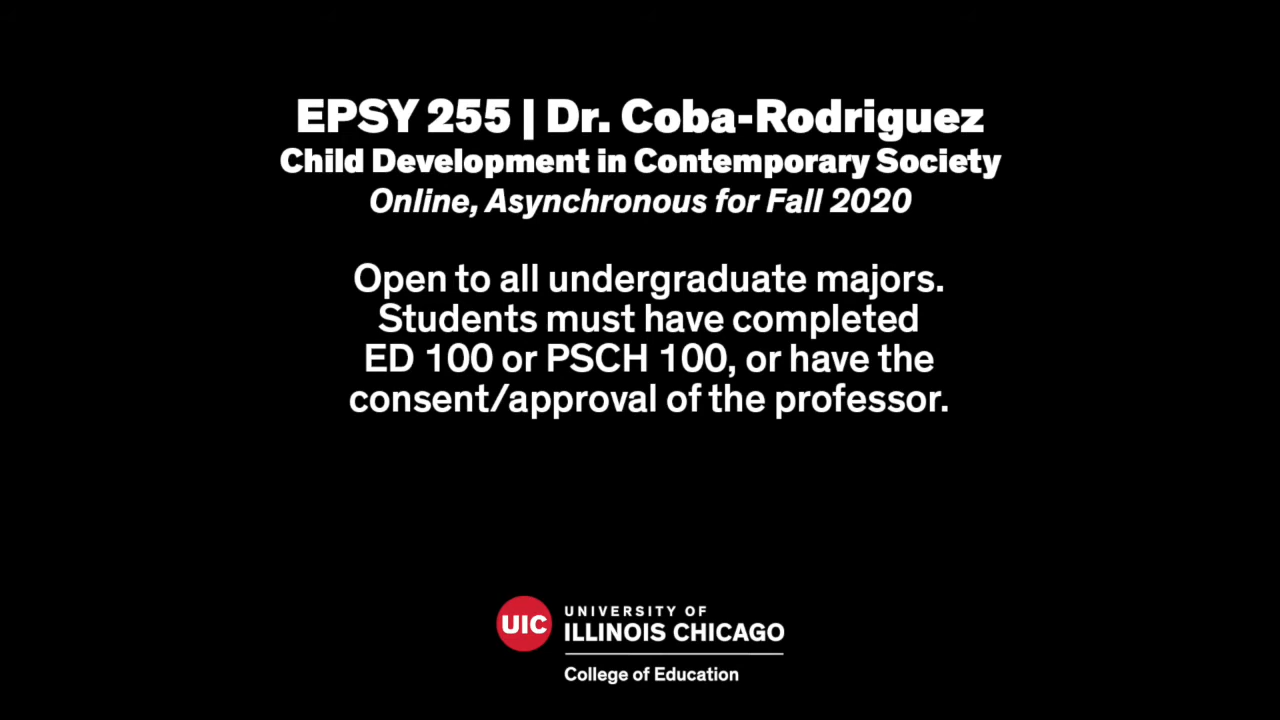 EPSY 255 | Dr. Coba-Rodriguez
Child Development in Contemporary Society
Online, Asynchronous for Fall 2020
Open to all undergraduate majors.
Students must have completed
ED 100 or PSCH 100, or have the
consent/approval of the professor.
UIC
UNIVERSITY OF
ILLINOIS CHICAGO
College of Education